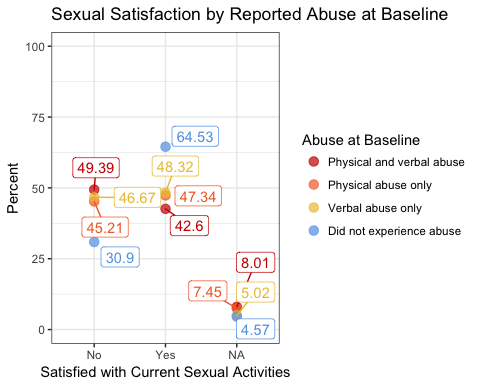 Sexual Satisfaction by Reported Abuse at Baseline
100
75
50
25
0
Percent
64.53
49.39
48.32
46.67
47.34
45.21
42.6
30.9
8.01
7.45
5.02
4.57
No
Yes
NA
Satisfied with Current Sexual Activities
Abuse at Baseline
Physical and verbal abuse
Physical abuse only
Verbal abuse only
Did not experience abuse